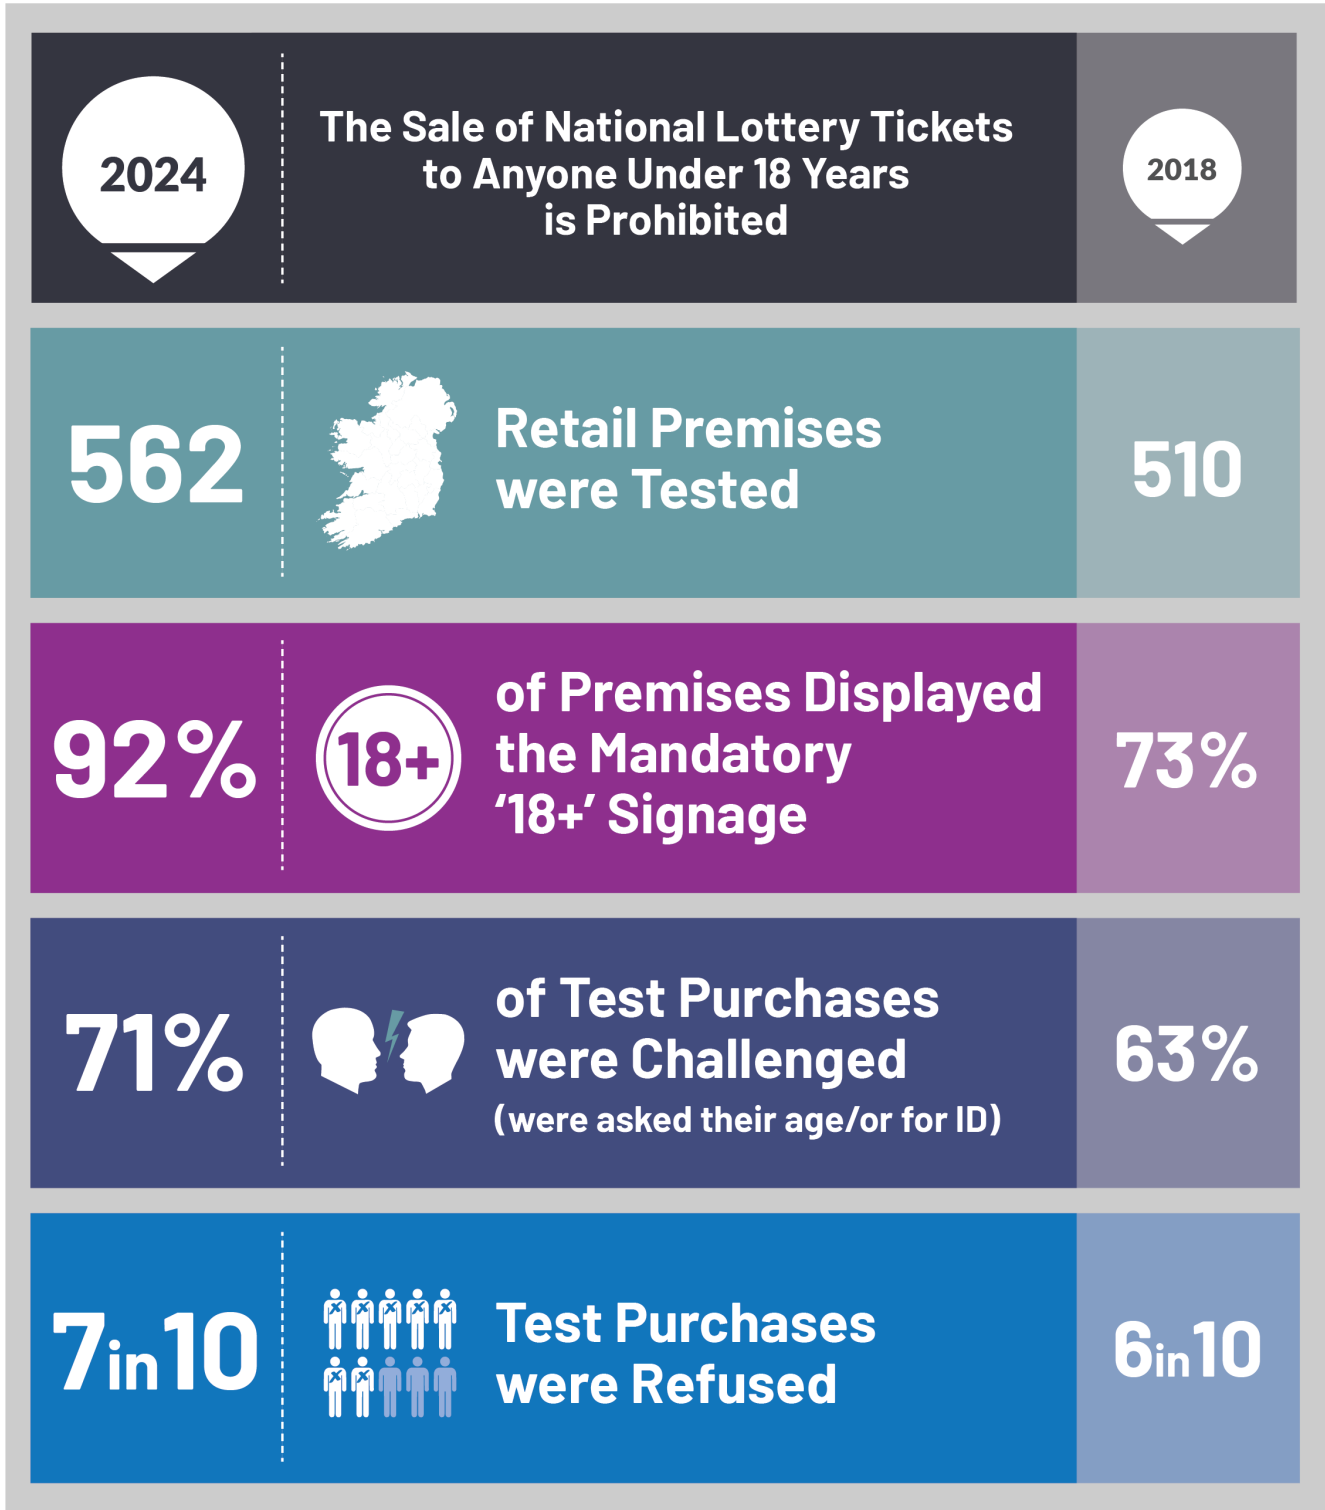 2024
The Sale of National Lottery Tickets
to Anyone Under 18 Years
is Prohibited
2018
562
Retail Premises
were Tested
510
92%
18+
of Premises Displayed
the Mandatory
‘18+’ Signage
73%
71%
of Test Purchases
were Challenged
(were asked their age/or for ID)
63%
7in10
Test Purchases
were Refused
6in10